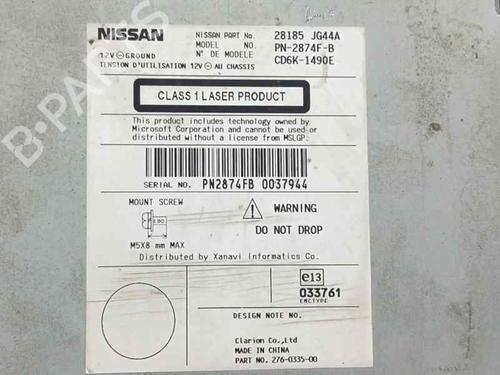 NISSAN
NISSAN PART No. 28185 JG44A
MODEL NO. PN-2874F-B
N° DE MODELE CD6K-1490E
12V ⊖ GROUND
TENSION D'UTILISATION 12V ⊖ AU CHASSIS
CLASS 1 LASER PRODUCT
This product includes technology owned by
Microsoft Corporation and cannot be used or
distributed without a license from MSLGP.
SERIAL NO. PN2874FB 0037944
MOUNT SCREW
M5X8 mm MAX
WARNING
DO NOT DROP
Distributed by Xanavi Informatics Co.
e13
033761
EMCTYPE
DESIGN NOTE NO.
Clarion Co.,Ltd
MADE IN CHINA
PART NO. 276-0335-00
B-PARTS